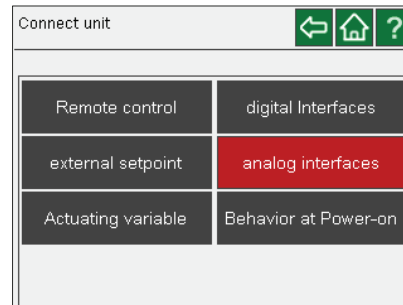 Connect unit
?
Remote control
digital Interfaces
external setpoint
analog interfaces
Actuating variable
Behavior at Power-on